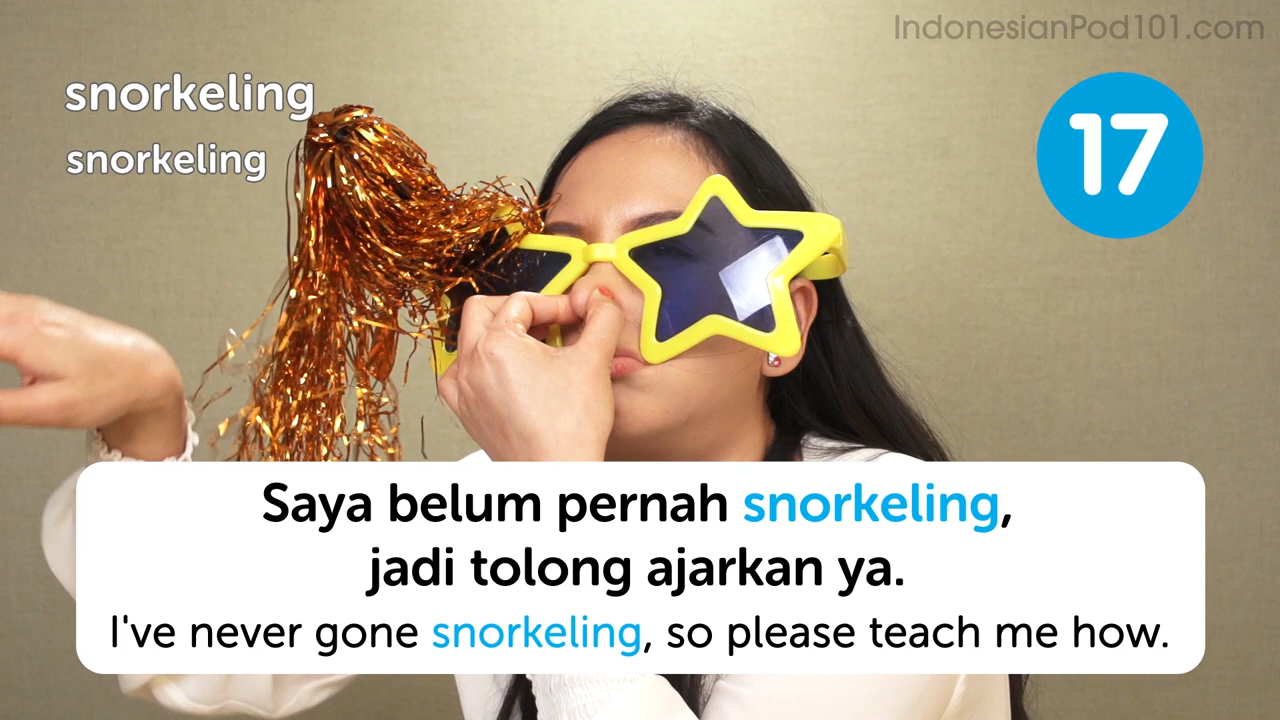 IndonesianPod101.com
snorkeling
snorkeling
17
Saya belum pernah snorkeling,
jadi tolong ajarkan ya.
I've never gone snorkeling, so please teach me how.